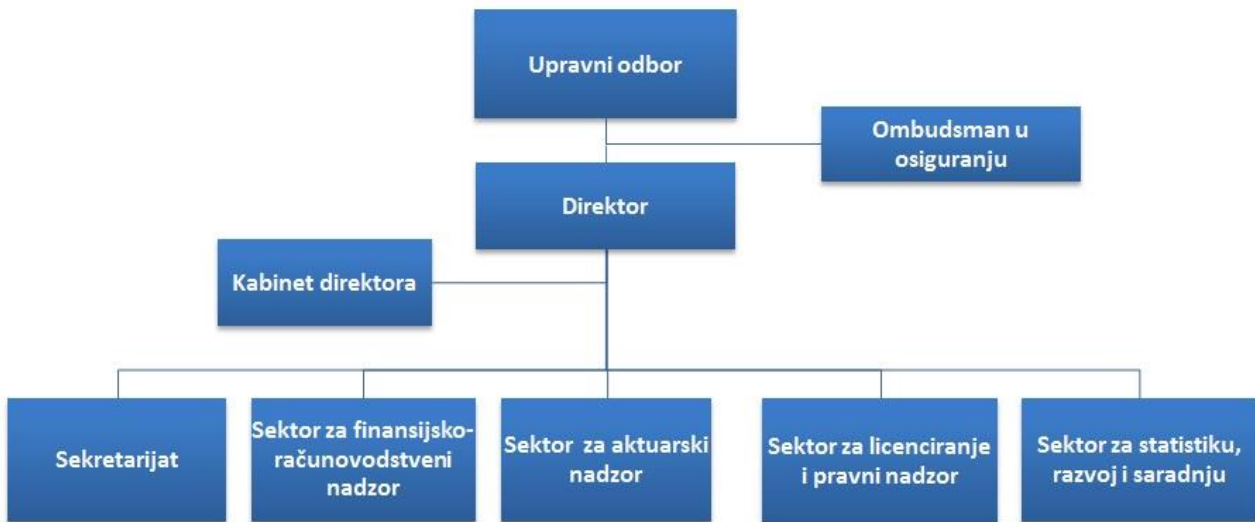 Upravni odbor
Ombudsman u
osiguranju
Direktor
Kabinet direktora
Sekretarijat
Sektor za finansijsko-
računovodstveni
nadzor
Sektor za aktuarski
nadzor
Sektor za licenciranje
i pravni nadzor
Sektor za statistiku,
razvoj i saradnju